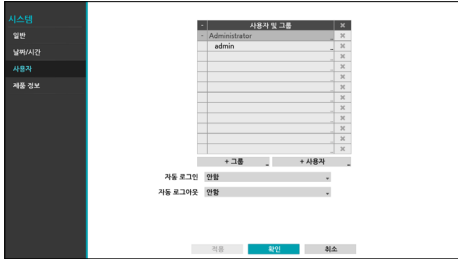 시스템
일반
날짜/시간
사용자
제품 정보
- 사용자 및 그룹
- Administrator
admin
+ 그룹
+ 사용자
자동 로그인 안함
자동 로그아웃 안함
적용 확인 취소